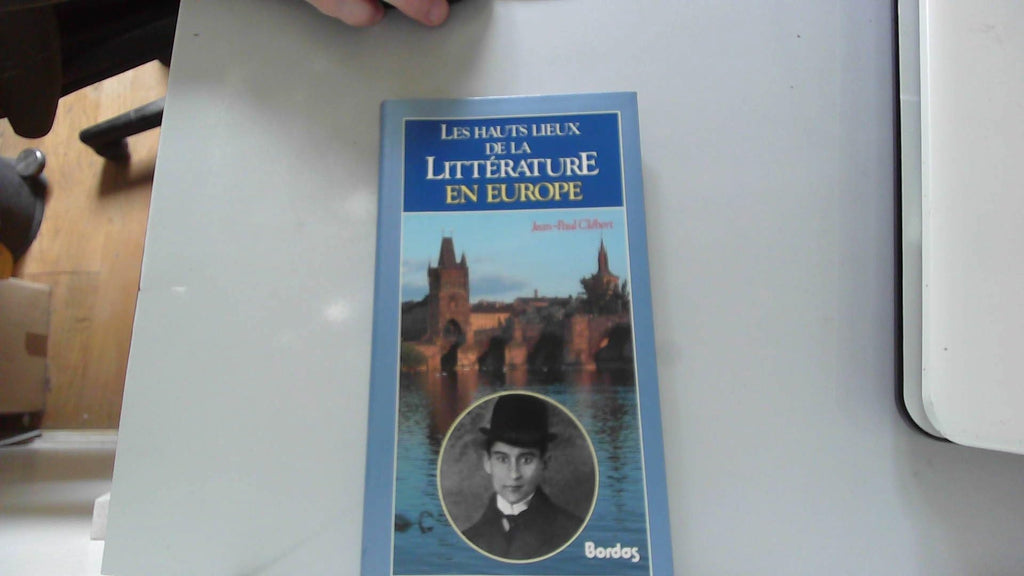 LES HAUTS LIEUX
DE LA
LITTÉRATURE
EN EUROPE
Jean-Paul Clébert
Bordas